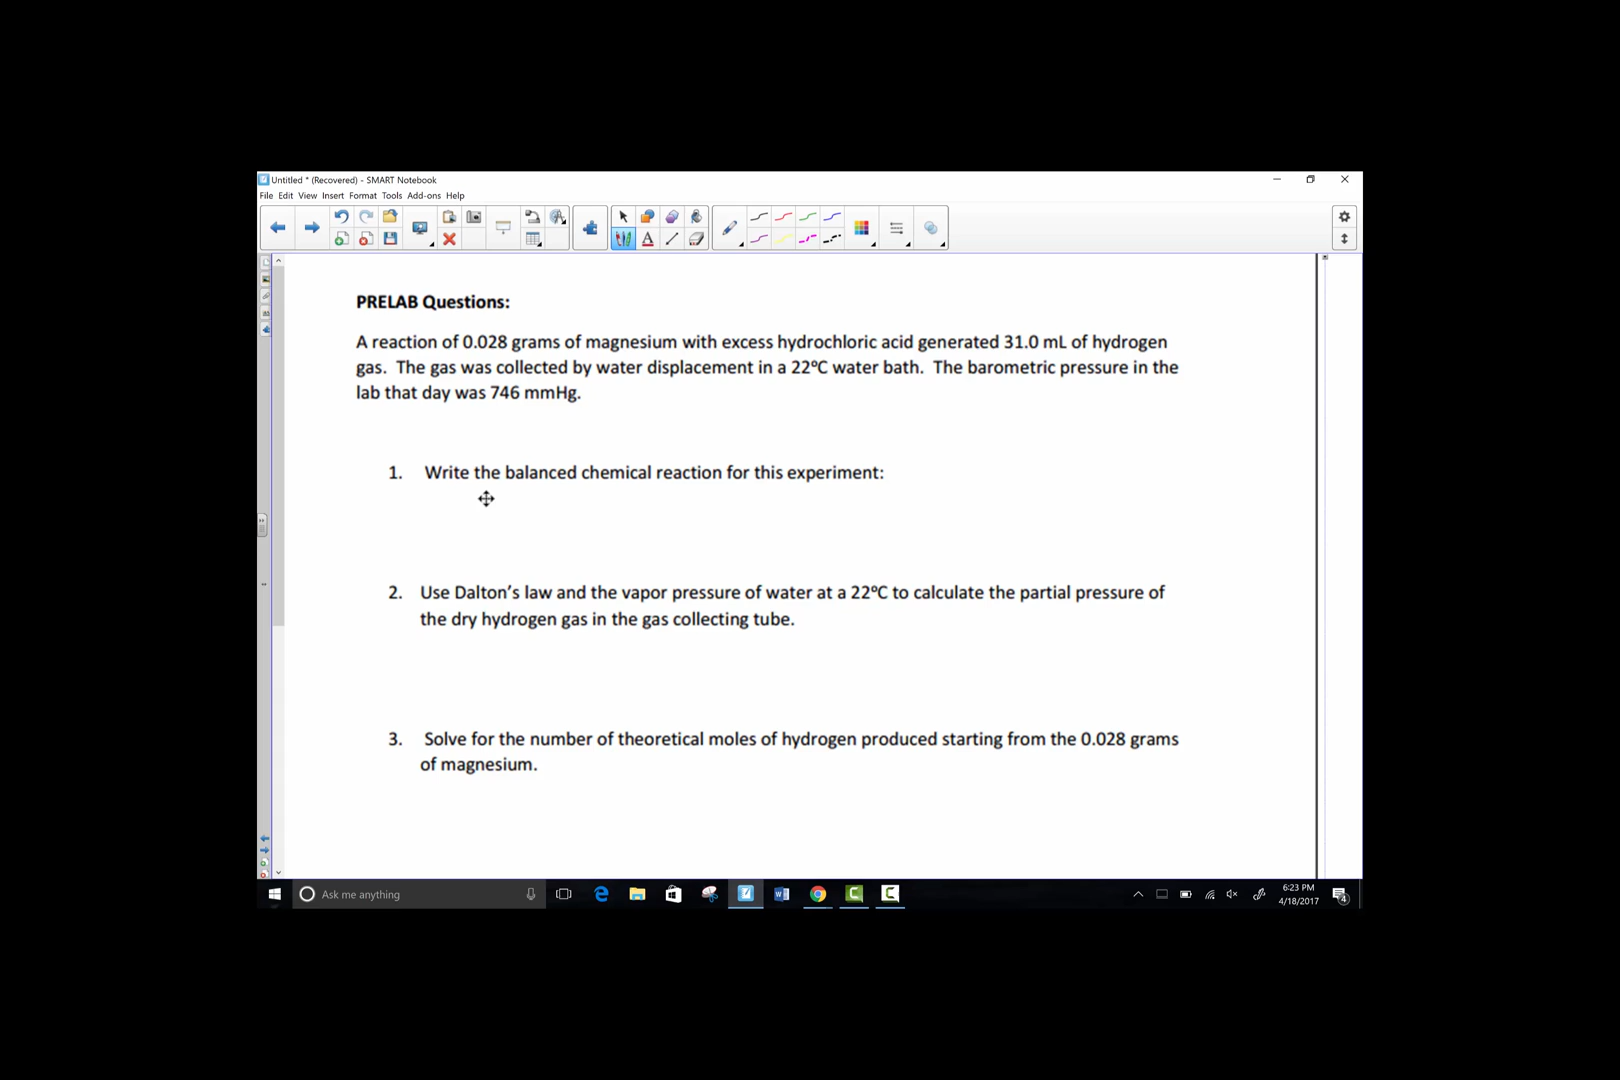 Untitled * (Recovered) - SMART Notebook
File Edit View Insert Format Tools Add-ons Help
PRELAB Questions:
A reaction of 0.028 grams of magnesium with excess hydrochloric acid generated 31.0 mL of hydrogen
gas. The gas was collected by water displacement in a 22ºC water bath. The barometric pressure in the
lab that day was 746 mmHg.
1. Write the balanced chemical reaction for this experiment:
2. Use Dalton’s law and the vapor pressure of water at a 22ºC to calculate the partial pressure of
the dry hydrogen gas in the gas collecting tube.
3. Solve for the number of theoretical moles of hydrogen produced starting from the 0.028 grams
of magnesium.
Ask me anything
6:23 PM
4/18/2017
4